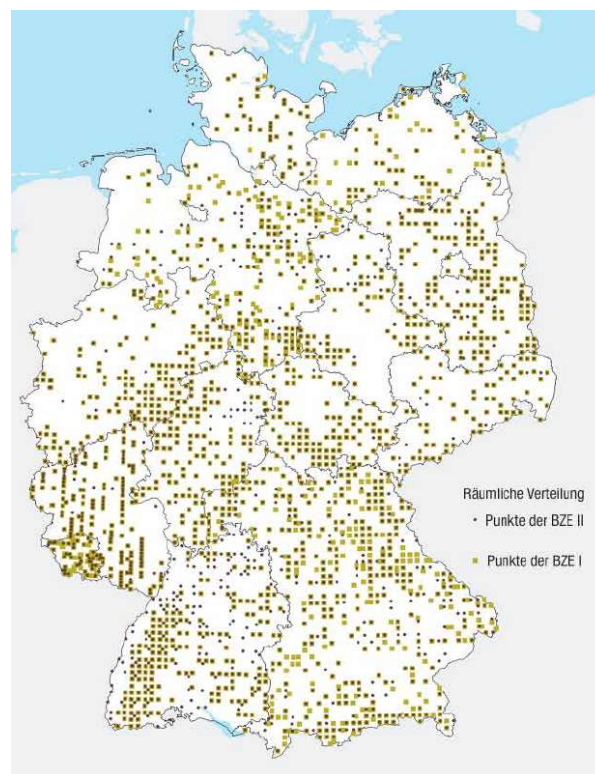 Räumliche Verteilung
Punkte der BZE II
Punkte der BZE I